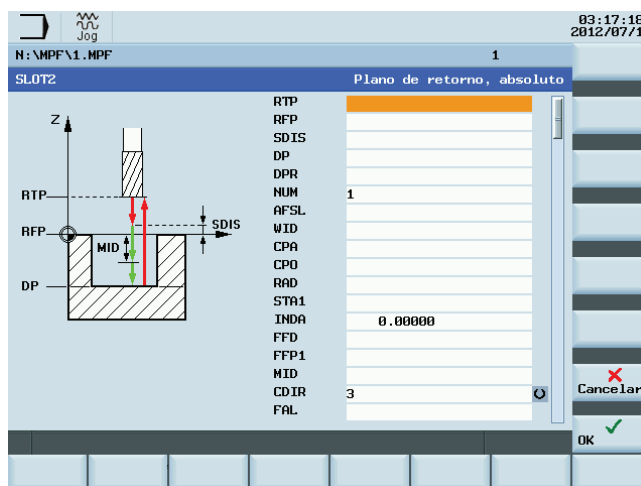 Jog
03:17:18
2012/07/1
N:\MPF\1.MPF 1
SLOT2 Plano de retorno, absoluto
Z
RTP
RFP
MID
SDIS
DP
RTP
RFP
SDIS
DP
DPR
NUM 1
AFSL
WID
CPA
CPO
RAD
STA1
INDA 0.00000
FFD
FFP1
MID
CDIR 3
FAL
Cancelar
OK